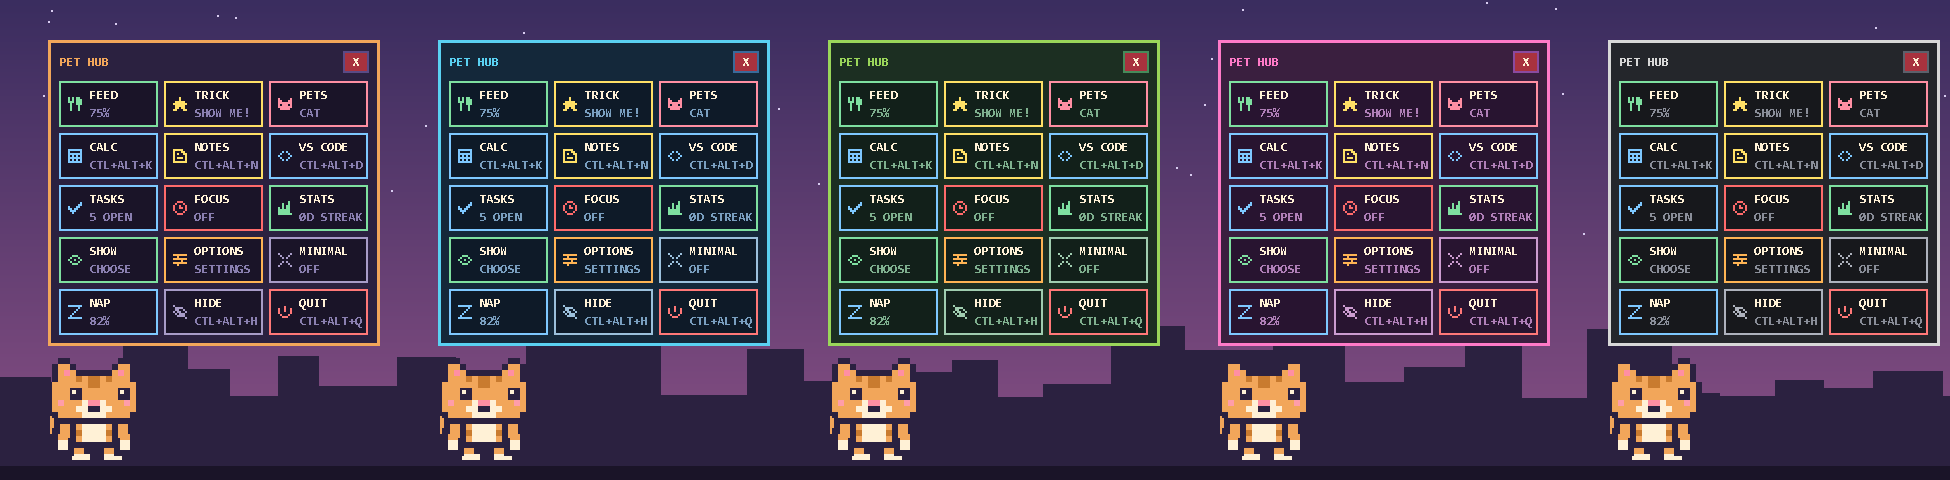 PET HUB X
FEED TRICK PETS
75% SHOW ME! CAT
CALC NOTES VS CODE
CTL+ALT+K CTL+ALT+N CTL+ALT+D
TASKS FOCUS STATS
5 OPEN OFF 0D STREAK
SHOW OPTIONS MINIMAL
CHOOSE SETTINGS OFF
NAP HIDE QUIT
82% CTL+ALT+H CTL+ALT+Q
PET HUB X
FEED TRICK PETS
75% SHOW ME! CAT
CALC NOTES VS CODE
CTL+ALT+K CTL+ALT+N CTL+ALT+D
TASKS FOCUS STATS
5 OPEN OFF 0D STREAK
SHOW OPTIONS MINIMAL
CHOOSE SETTINGS OFF
NAP HIDE QUIT
82% CTL+ALT+H CTL+ALT+Q
PET HUB X
FEED TRICK PETS
75% SHOW ME! CAT
CALC NOTES VS CODE
CTL+ALT+K CTL+ALT+N CTL+ALT+D
TASKS FOCUS STATS
5 OPEN OFF 0D STREAK
SHOW OPTIONS MINIMAL
CHOOSE SETTINGS OFF
NAP HIDE QUIT
82% CTL+ALT+H CTL+ALT+Q
PET HUB X
FEED TRICK PETS
75% SHOW ME! CAT
CALC NOTES VS CODE
CTL+ALT+K CTL+ALT+N CTL+ALT+D
TASKS FOCUS STATS
5 OPEN OFF 0D STREAK
SHOW OPTIONS MINIMAL
CHOOSE SETTINGS OFF
NAP HIDE QUIT
82% CTL+ALT+H CTL+ALT+Q
PET HUB X
FEED TRICK PETS
75% SHOW ME! CAT
CALC NOTES VS CODE
CTL+ALT+K CTL+ALT+N CTL+ALT+D
TASKS FOCUS STATS
5 OPEN OFF 0D STREAK
SHOW OPTIONS MINIMAL
CHOOSE SETTINGS OFF
NAP HIDE QUIT
82% CTL+ALT+H CTL+ALT+Q